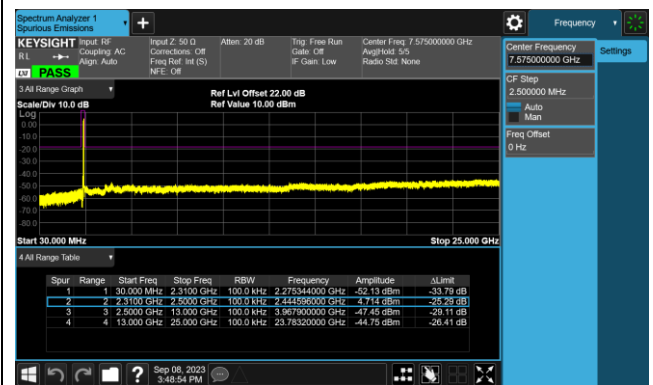 Spectrum Analyzer 1
Spurious Emissions
Frequency
KEYSIGHT
RL
Input: RF
Coupling: AC
Align: Auto
Input Z: 50 Ω
Corrections: Off
Freq Ref: Int (S)
NFE: Off
Atten: 20 dB
Trig: Free Run
Gate: Off
IF Gain: Low
Center Freq: 7.575000000 GHz
Avg|Hold: 5/5
Radio Std: None
LXI PASS
3 All Range Graph
Ref Lvl Offset 22.00 dB
Scale/Div 10.0 dB
Ref Value 10.00 dBm
Log
0.00
-10.0
-20.0
-30.0
-40.0
-50.0
-60.0
-70.0
-80.0
Start 30.000 MHz
Stop 25.000 GHz
4 All Range Table
Spur Range Start Freq Stop Freq RBW Frequency Amplitude ΔLimit
1 1 30.000 MHz 2.3100 GHz 100.0 kHz 2.275344000 GHz -52.13 dBm -33.79 dB
2 2 2.3100 GHz 2.5000 GHz 100.0 kHz 2.444596000 GHz 4.714 dBm -25.29 dB
3 3 2.5000 GHz 13.000 GHz 100.0 kHz 3.967900000 GHz -47.45 dBm -29.11 dB
4 4 13.000 GHz 25.000 GHz 100.0 kHz 23.78320000 GHz -44.75 dBm -26.41 dB
Center Frequency
7.575000000 GHz
Settings
CF Step
2.500000 MHz
Auto
Man
Freq Offset
0 Hz
?
Sep 08, 2023
3:48:54 PM